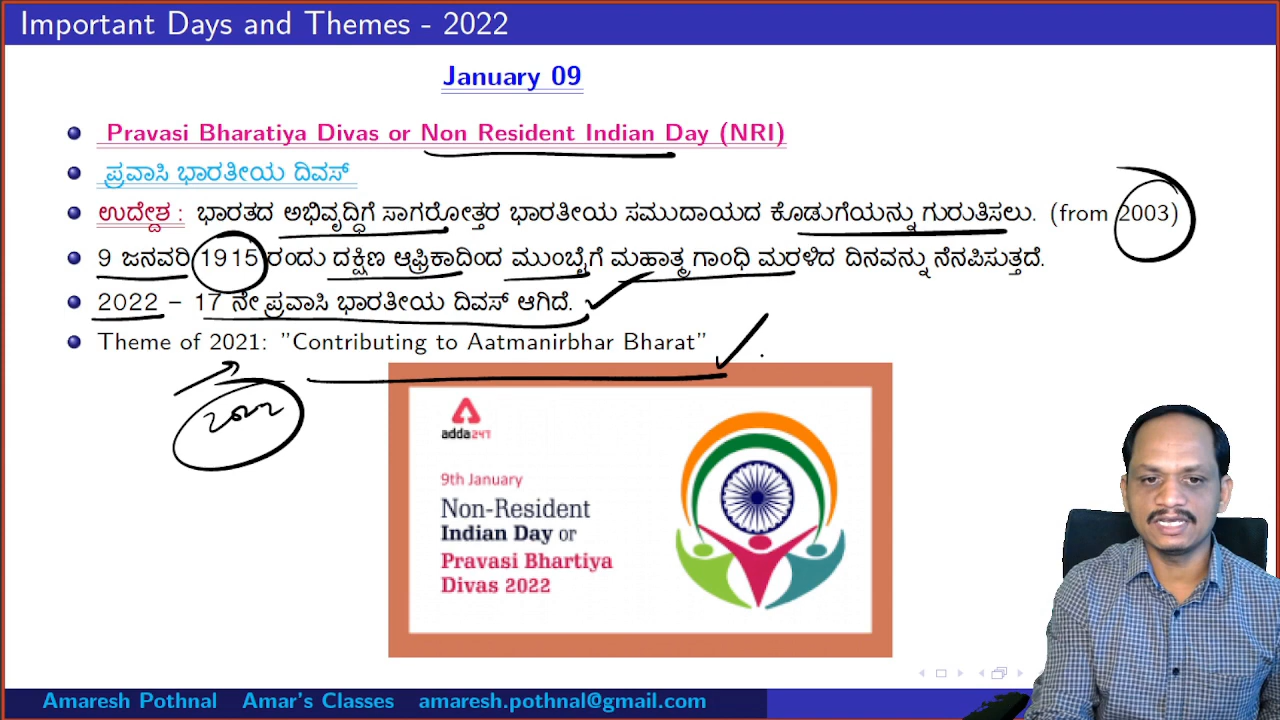 Important Days and Themes - 2022
January 09
Pravasi Bharatiya Divas or Non Resident Indian Day (NRI)
ಪ್ರವಾಸಿ ಭಾರತೀಯ ದಿವಸ್
ಉದೇಶ : ಭಾರತದ ಅಭಿವೃದ್ಧಿಗೆ ಸಾಗರೋತ್ತರ ಭಾರತೀಯ ಸಮುದಾಯದ ಕೊಡುಗೆಯನ್ನು ಗುರುತಿಸಲು. (from 2003)
9 ಜನವರಿ 1915 ರಂದು ದಕ್ಷಿಣ ಆಫ್ರಿಕಾದಿಂದ ಮುಂಬೈಗೆ ಮಹಾತ್ಮ ಗಾಂಧಿ ಮರಳಿದ ದಿನವನ್ನು ನೆನಪಿಸುತ್ತದೆ.
2022 – 17 ನೇ ಪ್ರವಾಸಿ ಭಾರತೀಯ ದಿವಸ್ ಆಗಿದೆ.
Theme of 2021: ”Contributing to Aatmanirbhar Bharat”
2022
adda247
9th January
Non-Resident
Indian Day or
Pravasi Bhartiya
Divas 2022
Amaresh Pothnal Amar's Classes amaresh.pothnal@gmail.com